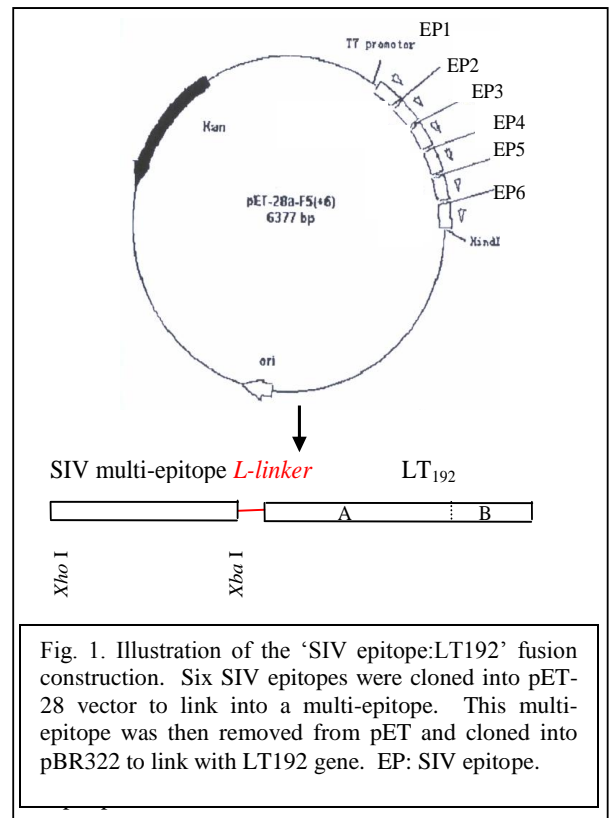 EP1
T7 promotor
EP2
EP3
EP4
EP5
EP6
Kan
pET-28a-F5(+6)
6377 bp
HindI
ori
SIV multi-epitope L-linker LT192
A B
Xho I
Xba I
Fig. 1. Illustration of the ‘SIV epitope:LT192’ fusion
construction. Six SIV epitopes were cloned into pET-
28 vector to link into a multi-epitope. This multi-
epitope was then removed from pET and cloned into
pBR322 to link with LT192 gene. EP: SIV epitope.